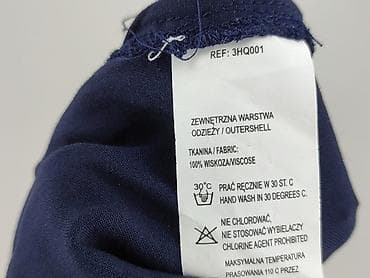 REF: 3HQ001
ZEWNĘTRZNA WARSTWA
ODZIEŻY / OUTERSHELL
TKANINA / FABRIC:
100% WISKOZA/VISCOSE
30°C
PRAĆ RĘCZNIE W 30 ST. C
HAND WASH IN 30 DEGREES C.
NIE CHLOROWAĆ,
NIE STOSOWAĆ WYBIELACZY
CHLORINE AGENT PROHIBITED
MAKSYMALNA TEMPERATURA
PRASOWANIA 110 C PRZEZ